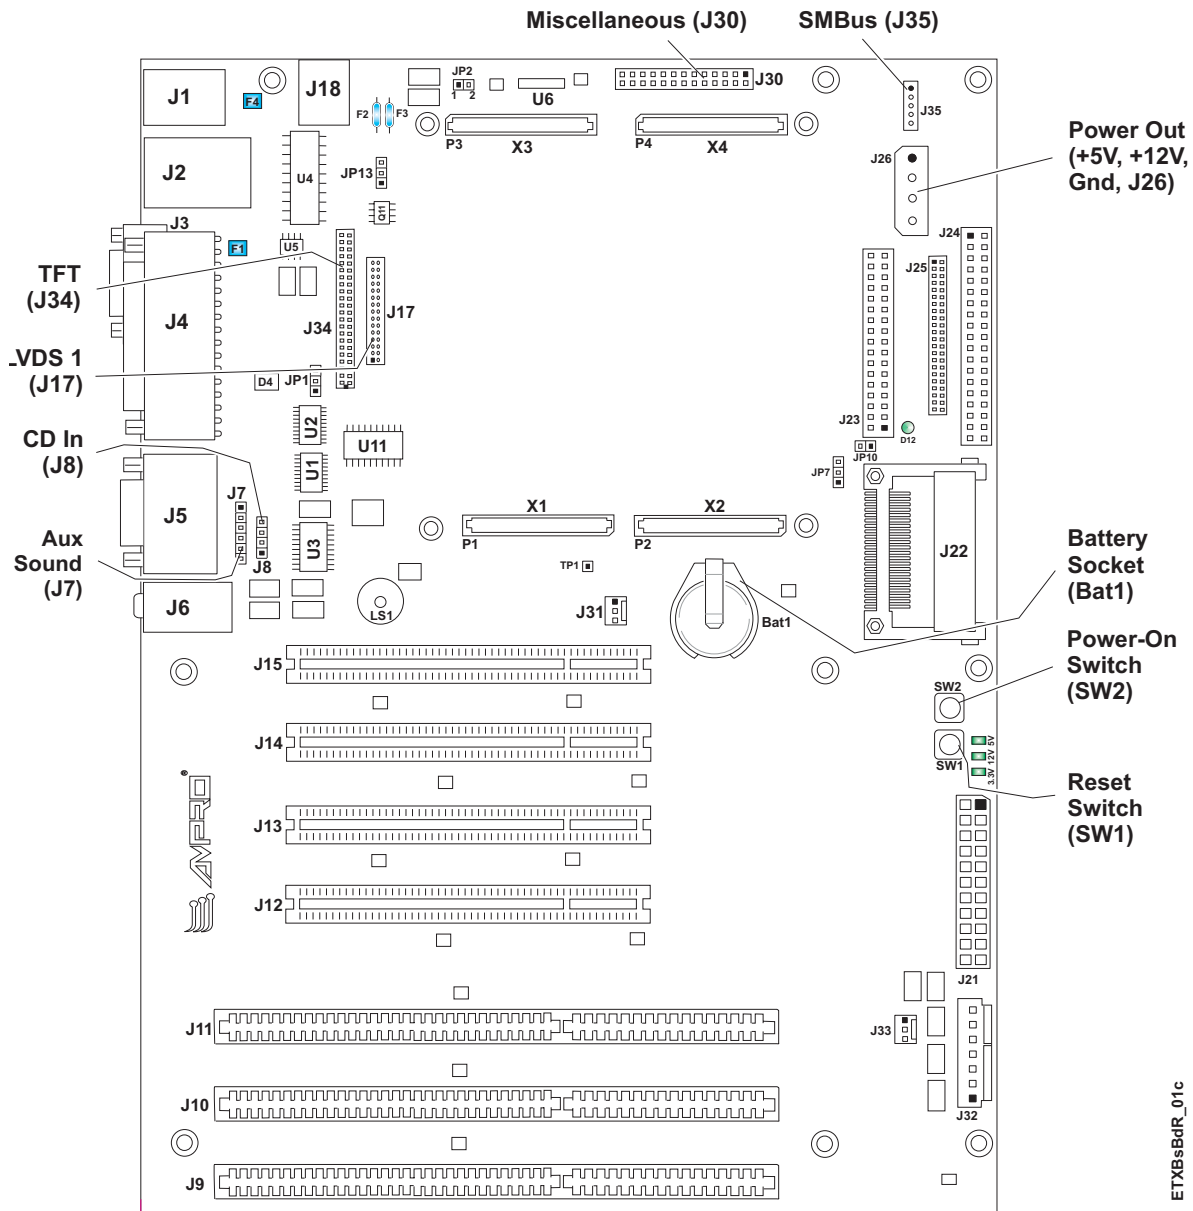 Miscellaneous (J30)
SMBus (J35)
J1
F4
J18
F2
F3
JP2
1 2
U6
J30
J35
P3
X3
P4
X4
Power Out
(+5V, +12V,
Gnd, J26)
J2
U4
JP13
Q11
J26
J3
F1
U5
J24
J25
TFT
(J34)
J4
J34
J17
_VDS 1
(J17)
D4
JP1
J23
D12
CD In
(J8)
U2
U11
JP10
JP7
J5
J7
U1
X1
X2
J22
Aux
Sound
(J7)
U3
J8
P1
P2
TP1
Battery
Socket
(Bat1)
J6
LS1
J31
Bat1
Power-On
Switch
(SW2)
J15
SW2
J14
SW1
5V
12V
3.3V
Reset
Switch
(SW1)
J13
AMPRO®
J12
J21
J11
J33
J10
J32
J9
ETXBsBdR_01c